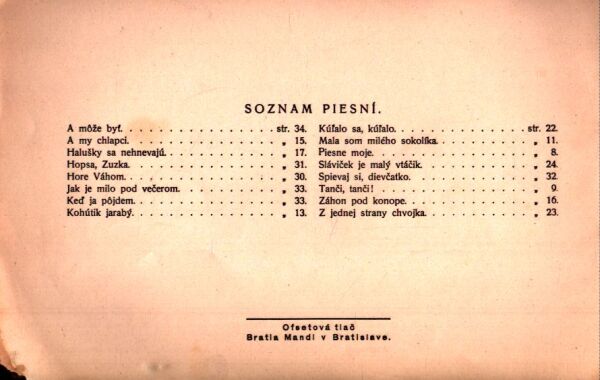 SOZNAM PIESNÍ.
A môže byť. . . . . . . . . . . . . . . . str. 34.
A my chlapci. . . . . . . . . . . . . . . „ 15.
Halušky sa nehnevajú. . . . . . . . . . . „ 17.
Hopsa, Zuzka. . . . . . . . . . . . . . . „ 31.
Hore Váhom. . . . . . . . . . . . . . . . „ 30.
Jak je milo pod večerom. . . . . . . . . . „ 33.
Keď ja pôjdem. . . . . . . . . . . . . . . „ 33.
Kohútik jarabý. . . . . . . . . . . . . . „ 13.
Kúľalo sa, kúľalo. . . . . . . . . . . . . str. 22.
Mala som milého sokolíka. . . . . . . . . „ 11.
Piesne moje. . . . . . . . . . . . . . . . „ 8.
Slávíček je malý vtáčik. . . . . . . . . . „ 24.
Spievaj si, dievčatko. . . . . . . . . . . „ 32.
Tanči, tanči! . . . . . . . . . . . . . . „ 9.
Záhon pod konope. . . . . . . . . . . . . „ 16.
Z jednej strany chvojka. . . . . . . . . . „ 23.
Ofsetová tlač
Bratia Mandl v Bratislave.